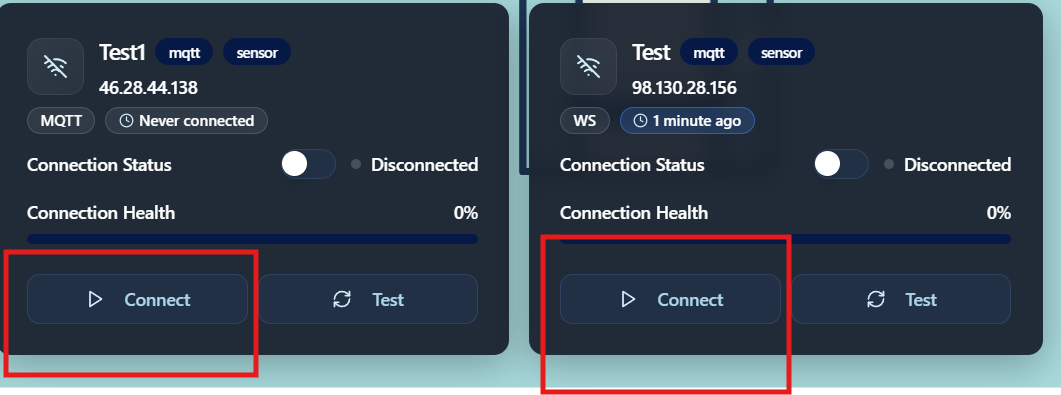 Test1 mqtt sensor
46.28.44.138
MQTT Never connected
Connection Status Disconnected
Connection Health 0%
Connect Test
Test mqtt sensor
98.130.28.156
WS 1 minute ago
Connection Status Disconnected
Connection Health 0%
Connect Test